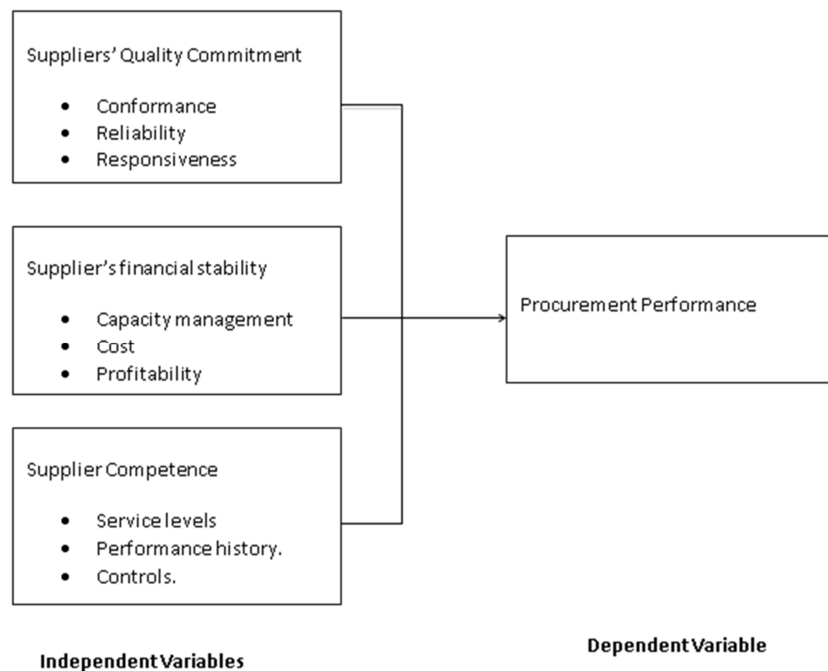 Suppliers' Quality Commitment
• Conformance
• Reliability
• Responsiveness
Supplier's financial stability
• Capacity management
• Cost
• Profitability
Supplier Competence
• Service levels
• Performance history.
• Controls.
Independent Variables
Procurement Performance
Dependent Variable